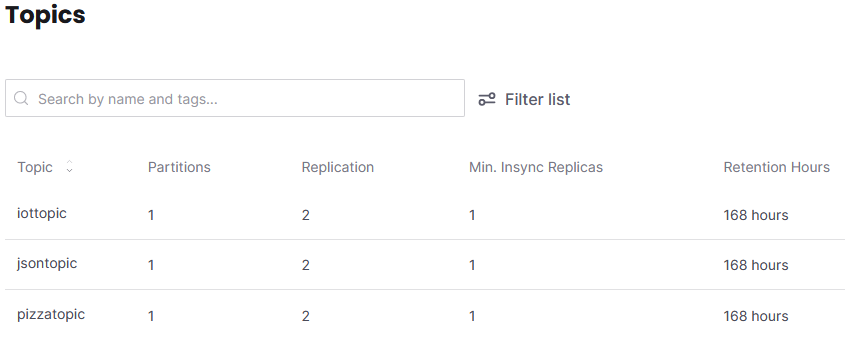 Topics
Search by name and tags...
Filter list
Topic Partitions Replication Min. Insync Replicas Retention Hours
iottopic 1 2 1 168 hours
jsontopic 1 2 1 168 hours
pizzatopic 1 2 1 168 hours